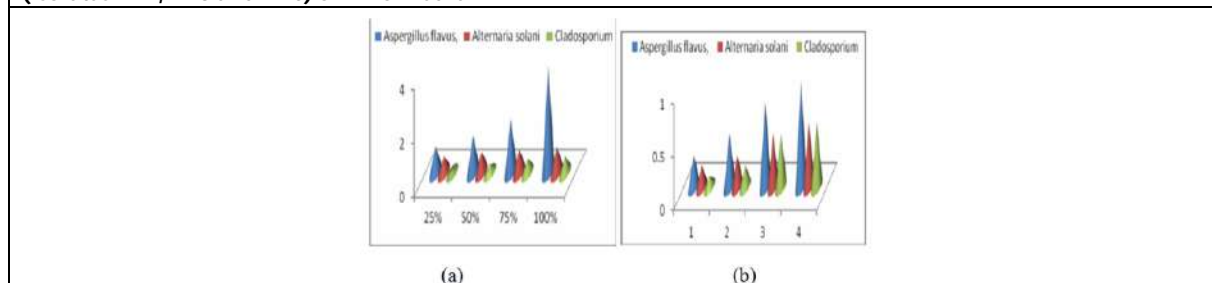 Aspergillus flavus, Alternaria solani Cladosporium
4
2
0
25% 50% 75% 100%
(a)
Aspergillus flavus, Alternaria solani Cladosporium
1
0.5
0
1 2 3 4
(b)